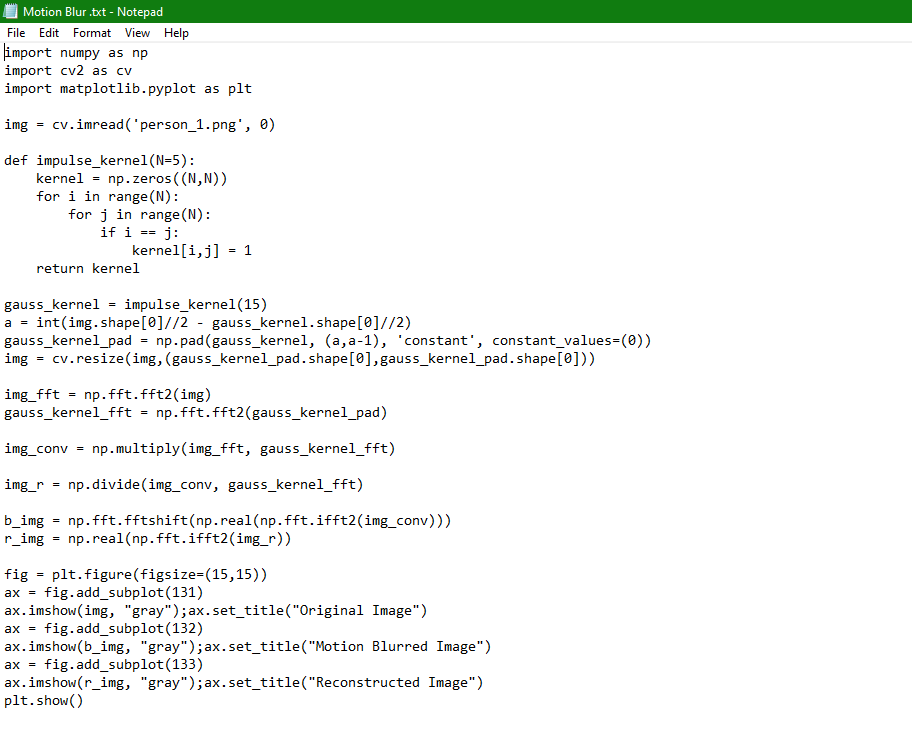 Motion Blur .txt - Notepad
File Edit Format View Help
import numpy as np
import cv2 as cv
import matplotlib.pyplot as plt

img = cv.imread('person_1.png', 0)

def impulse_kernel(N=5):
    kernel = np.zeros((N,N))
    for i in range(N):
        for j in range(N):
            if i == j:
                kernel[i,j] = 1
    return kernel

gauss_kernel = impulse_kernel(15)
a = int(img.shape[0]//2 - gauss_kernel.shape[0]//2)
gauss_kernel_pad = np.pad(gauss_kernel, (a,a-1), 'constant', constant_values=(0))
img = cv.resize(img,(gauss_kernel_pad.shape[0],gauss_kernel_pad.shape[0]))

img_fft = np.fft.fft2(img)
gauss_kernel_fft = np.fft.fft2(gauss_kernel_pad)

img_conv = np.multiply(img_fft, gauss_kernel_fft)

img_r = np.divide(img_conv, gauss_kernel_fft)

b_img = np.fft.fftshift(np.real(np.fft.ifft2(img_conv)))
r_img = np.real(np.fft.ifft2(img_r))

fig = plt.figure(figsize=(15,15))
ax = fig.add_subplot(131)
ax.imshow(img, "gray");ax.set_title("Original Image")
ax = fig.add_subplot(132)
ax.imshow(b_img, "gray");ax.set_title("Motion Blurred Image")
ax = fig.add_subplot(133)
ax.imshow(r_img, "gray");ax.set_title("Reconstructed Image")
plt.show()